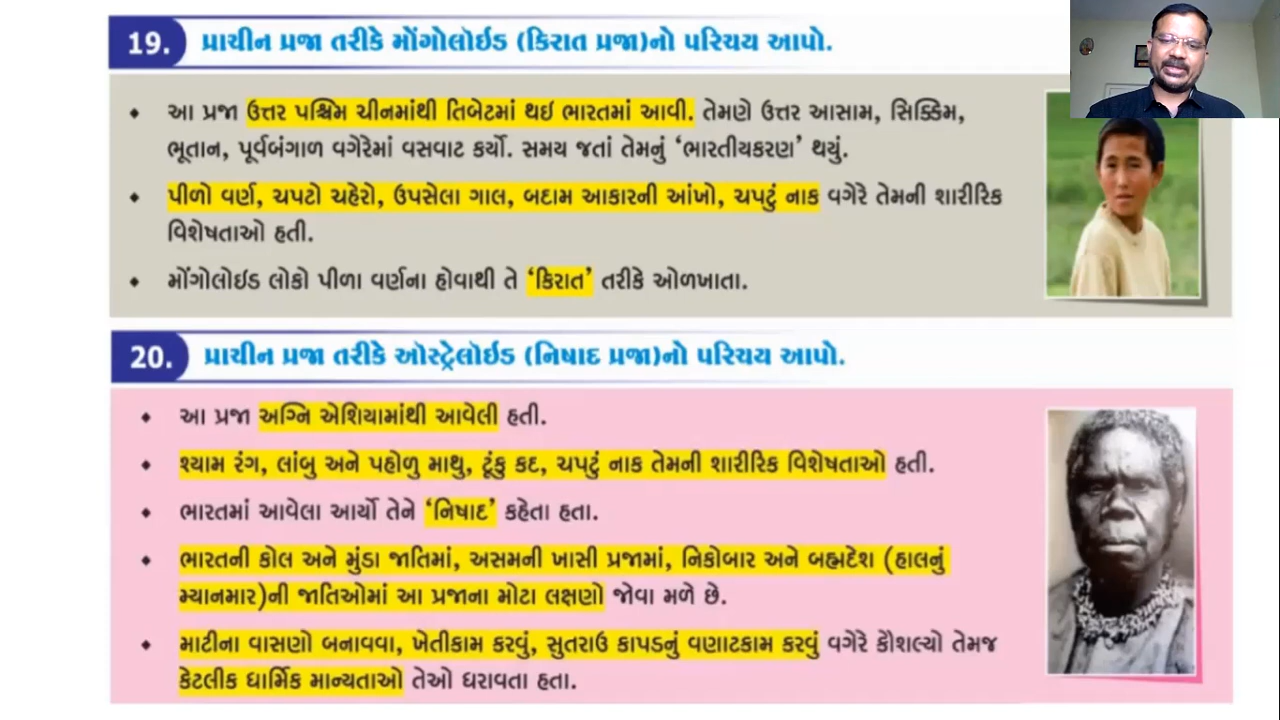 19. પ્રાચીન પ્રજા તરીકે મોંગોલોઇડ (કિરાત પ્રજા)નો પરિચય આપો.
• આ પ્રજા ઉત્તર પશ્ચિમ ચીનમાંથી તિબેટમાં થઇ ભારતમાં આવી. તેમણે ઉત્તર આસામ, સિક્કિમ,
ભૂતાન, પૂર્વબંગાળ વગેરેમાં વસવાટ કર્યો. સમય જતાં તેમનું ‘ભારતીયકરણ’ થયું.
• પીળો વર્ણ, ચપટો ચહેરો, ઉપસેલા ગાલ, બદામ આકારની આંખો, ચપટું નાક વગેરે તેમની શારીરિક
વિશેષતાઓ હતી.
• મોંગોલોઇડ લોકો પીળા વર્ણના હોવાથી તે ‘કિરાત’ તરીકે ઓળખાતા.
20. પ્રાચીન પ્રજા તરીકે ઓસ્ટ્રેલોઇડ (નિષાદ પ્રજા)નો પરિચય આપો.
• આ પ્રજા અગ્નિ એશિયામાંથી આવેલી હતી.
• શ્યામ રંગ, લાંબુ અને પહોળુ માથુ, ટૂંકુ કદ, ચપટું નાક તેમની શારીરિક વિશેષતાઓ હતી.
• ભારતમાં આવેલા આર્યો તેને ‘નિષાદ’ કહેતા હતા.
• ભારતની કોલ અને મુંડા જાતિમાં, અસમની ખાસી પ્રજામાં, નિકોબાર અને બહ્મદેશ (હાલનું
મ્યાનમાર)ની જાતિઓમાં આ પ્રજાના મોટા લક્ષણો જોવા મળે છે.
• માટીના વાસણો બનાવવા, ખેતીકામ કરવું, સુતરાઉ કાપડનું વણાટકામ કરવું વગેરે કૌશલ્યો તેમજ
કેટલીક ધાર્મિક માન્યતાઓ તેઓ ધરાવતા હતા.